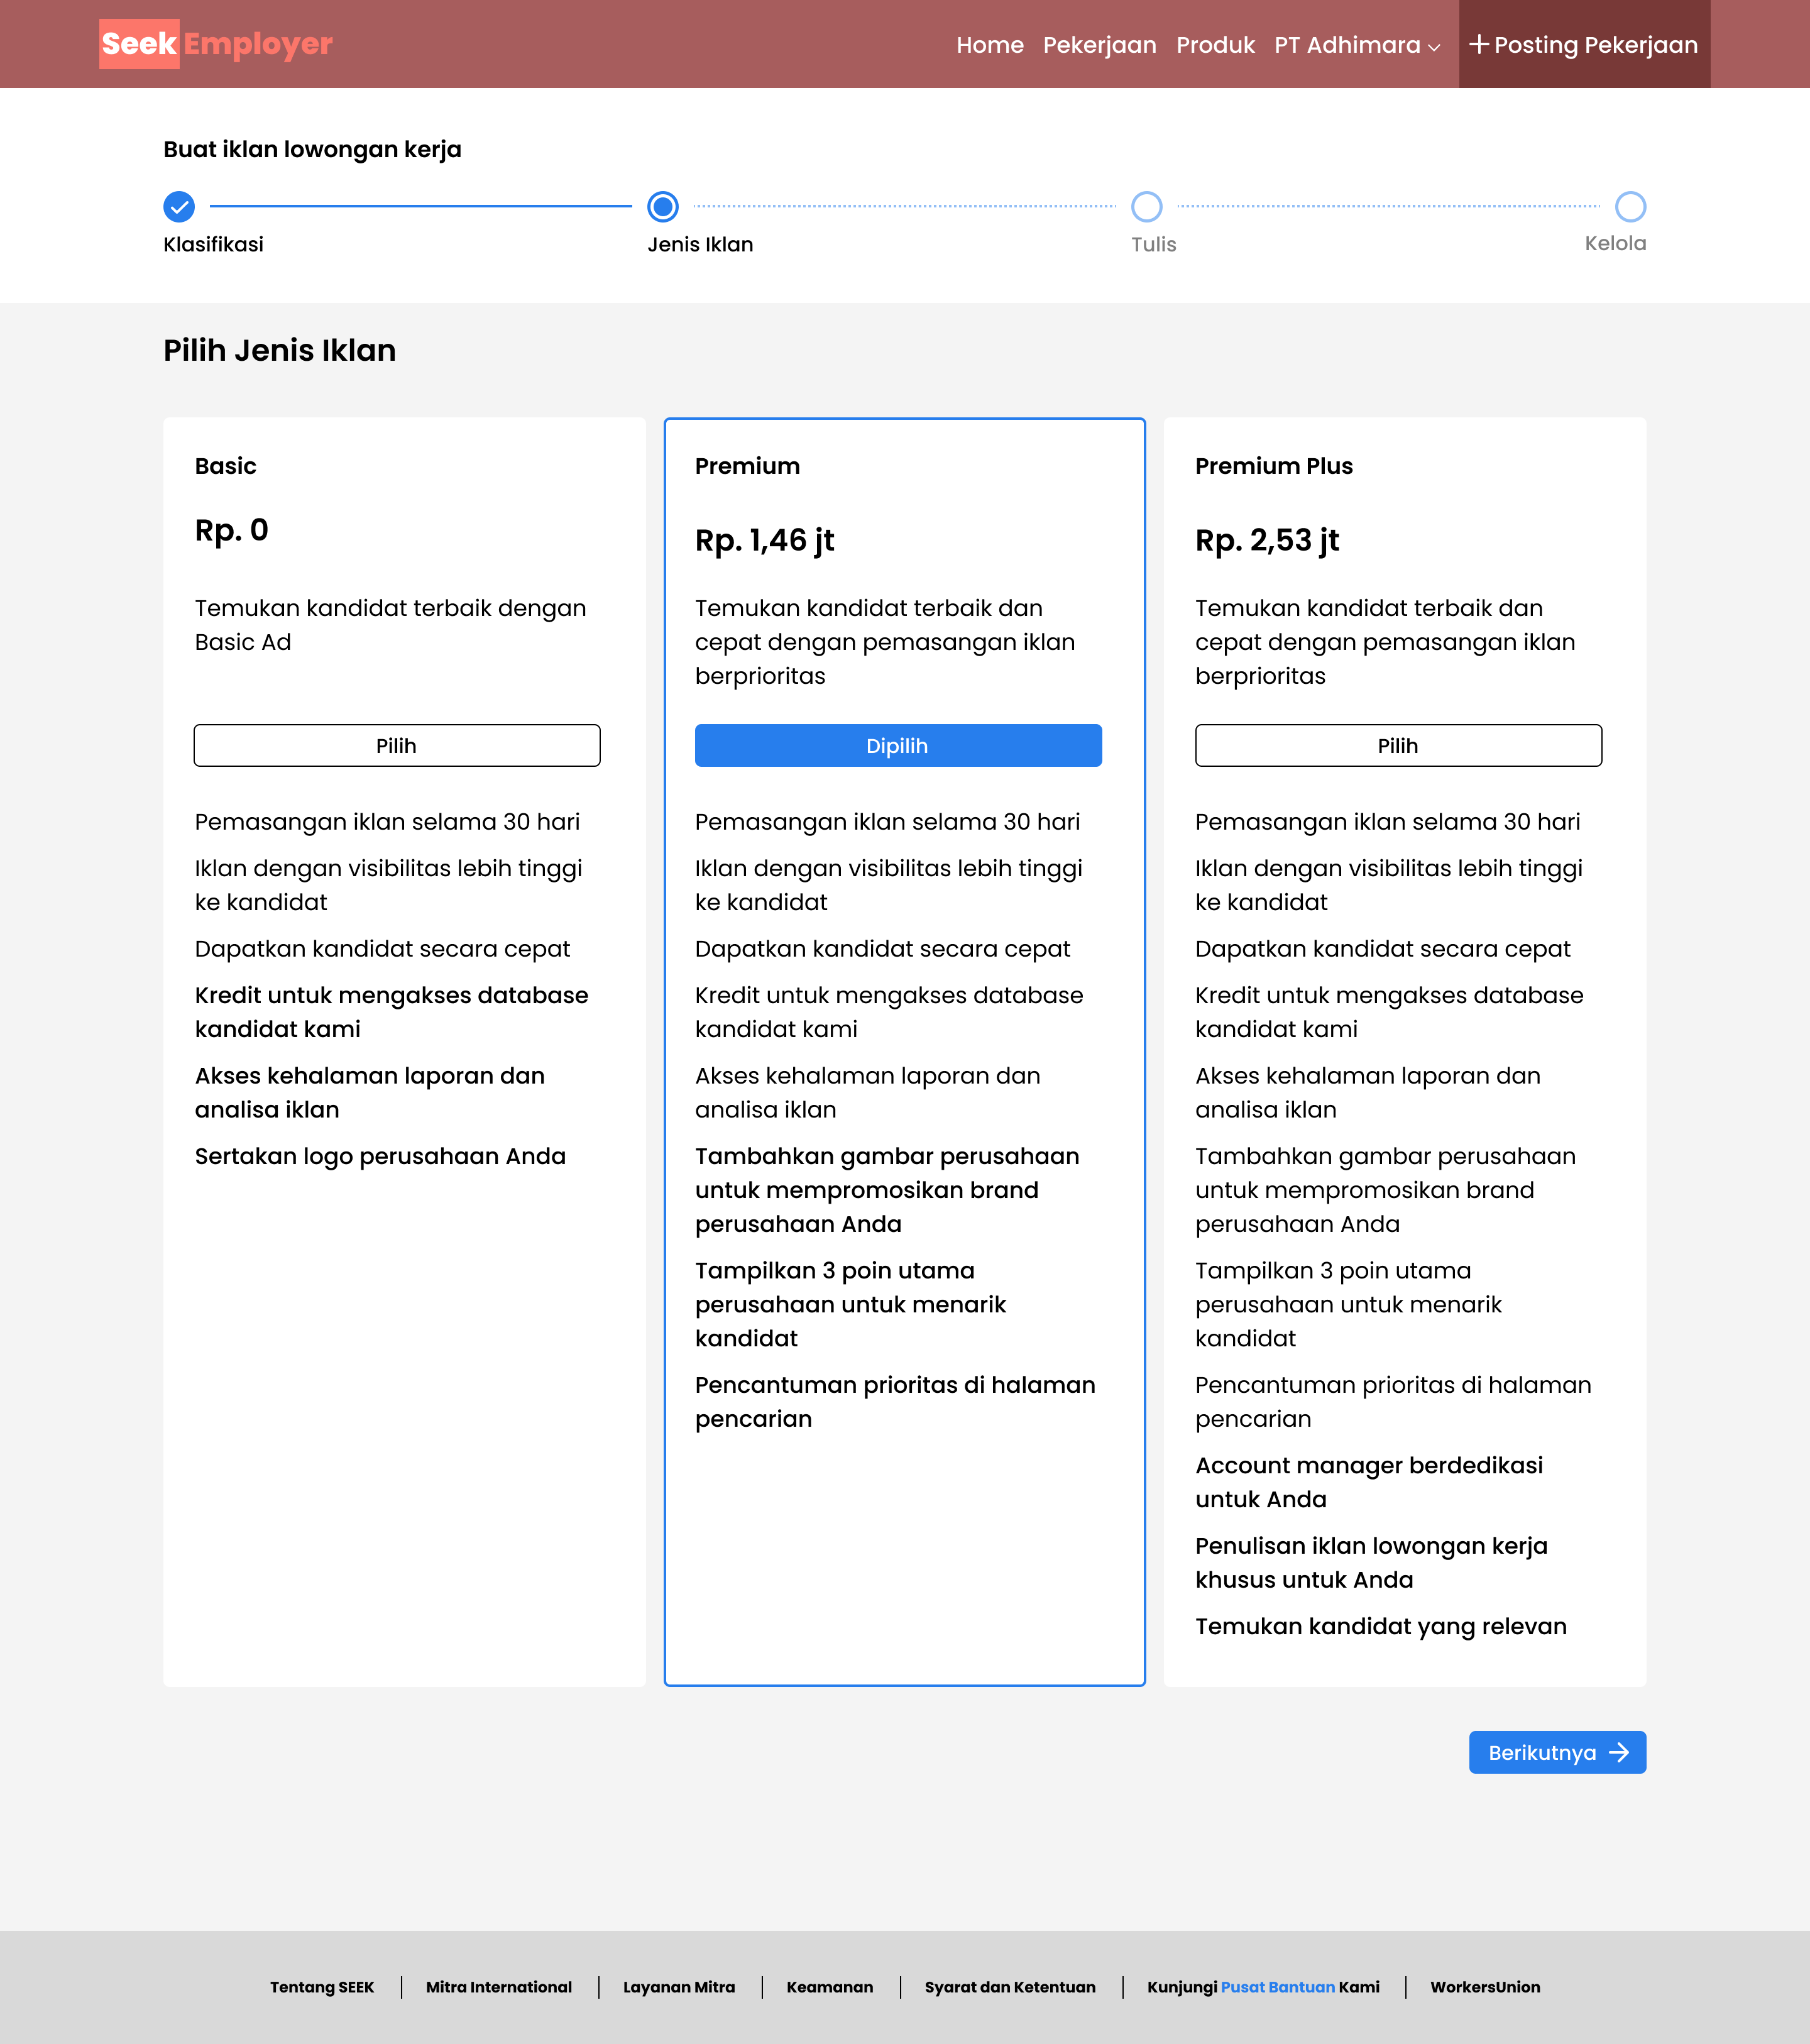 Seek Employer
Home Pekerjaan Produk PT Adhimara + Posting Pekerjaan
Buat iklan lowongan kerja
Klasifikasi Jenis Iklan Tulis Kelola
Pilih Jenis Iklan
Basic
Rp. 0
Temukan kandidat terbaik dengan
Basic Ad
Pilih
Pemasangan iklan selama 30 hari
Iklan dengan visibilitas lebih tinggi
ke kandidat
Dapatkan kandidat secara cepat
Kredit untuk mengakses database
kandidat kami
Akses kehalaman laporan dan
analisa iklan
Sertakan logo perusahaan Anda
Premium
Rp. 1,46 jt
Temukan kandidat terbaik dan
cepat dengan pemasangan iklan
berprioritas
Dipilih
Pemasangan iklan selama 30 hari
Iklan dengan visibilitas lebih tinggi
ke kandidat
Dapatkan kandidat secara cepat
Kredit untuk mengakses database
kandidat kami
Akses kehalaman laporan dan
analisa iklan
Tambahkan gambar perusahaan
untuk mempromosikan brand
perusahaan Anda
Tampilkan 3 poin utama
perusahaan untuk menarik
kandidat
Pencantuman prioritas di halaman
pencarian
Premium Plus
Rp. 2,53 jt
Temukan kandidat terbaik dan
cepat dengan pemasangan iklan
berprioritas
Pilih
Pemasangan iklan selama 30 hari
Iklan dengan visibilitas lebih tinggi
ke kandidat
Dapatkan kandidat secara cepat
Kredit untuk mengakses database
kandidat kami
Akses kehalaman laporan dan
analisa iklan
Tambahkan gambar perusahaan
untuk mempromosikan brand
perusahaan Anda
Tampilkan 3 poin utama
perusahaan untuk menarik
kandidat
Pencantuman prioritas di halaman
pencarian
Account manager berdedikasi
untuk Anda
Penulisan iklan lowongan kerja
khusus untuk Anda
Temukan kandidat yang relevan
Berikutnya
Tentang SEEK | Mitra International | Layanan Mitra | Keamanan | Syarat dan Ketentuan | Kunjungi Pusat Bantuan Kami | WorkersUnion